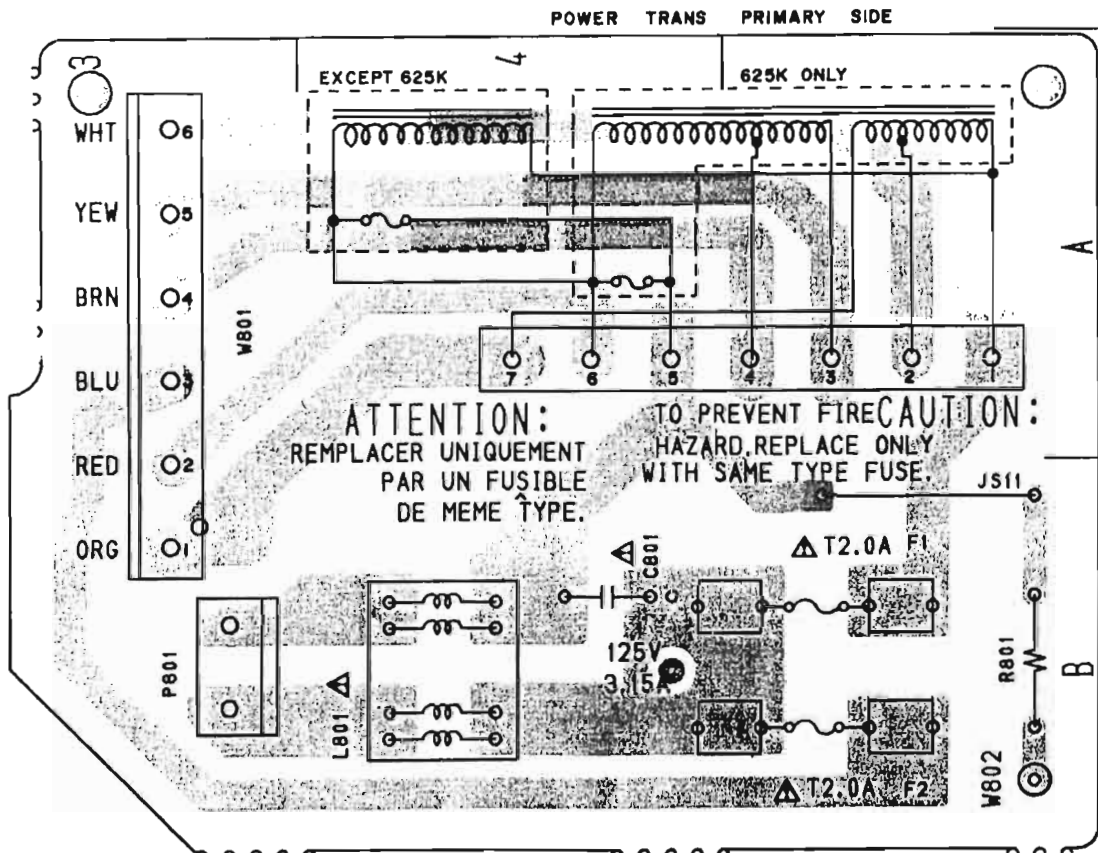 POWER TRANS PRIMARY SIDE
3
4
EXCEPT 625K
625K ONLY
WHT 6
YEW 5
BRN 4
BLU 3
RED 2
ORG 1
W801
A
7 6 5 4 3 2 1
ATTENTION:
REMPLACER UNIQUEMENT
PAR UN FUSIBLE
DE MEME TYPE.
TO PREVENT FIRE CAUTION:
HAZARD.REPLACE ONLY
WITH SAME TYPE FUSE.
JS11
C801
T2.0A F1
125V
3.15A
P801
L801
R801
B
T2.0A F2
W802